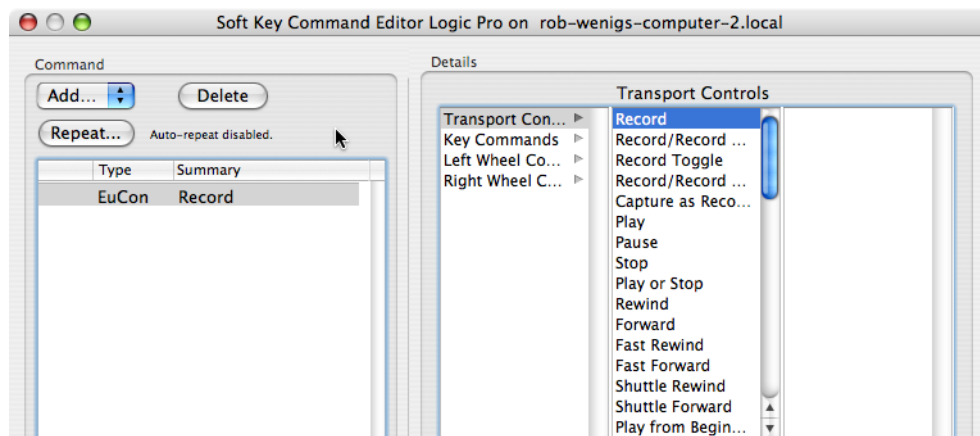 Soft Key Command Editor Logic Pro on rob-wenigs-computer-2.local
Command
Add...
Delete
Repeat...
Auto-repeat disabled.
Type Summary
EuCon Record
Details
Transport Controls
Transport Con...
Key Commands
Left Wheel Co...
Right Wheel C...
Record
Record/Record ...
Record Toggle
Record/Record ...
Capture as Reco...
Play
Pause
Stop
Play or Stop
Rewind
Forward
Fast Rewind
Fast Forward
Shuttle Rewind
Shuttle Forward
Play from Begin...